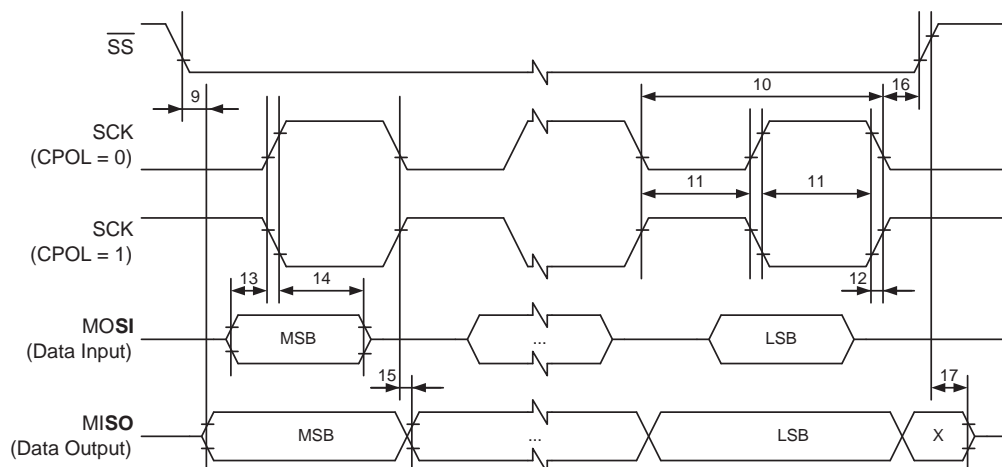 SS
9
10
16
SCK
(CPOL = 0)
11
11
SCK
(CPOL = 1)
13
14
12
MOSI
(Data Input)
MSB
...
LSB
15
17
MISO
(Data Output)
MSB
...
LSB
X